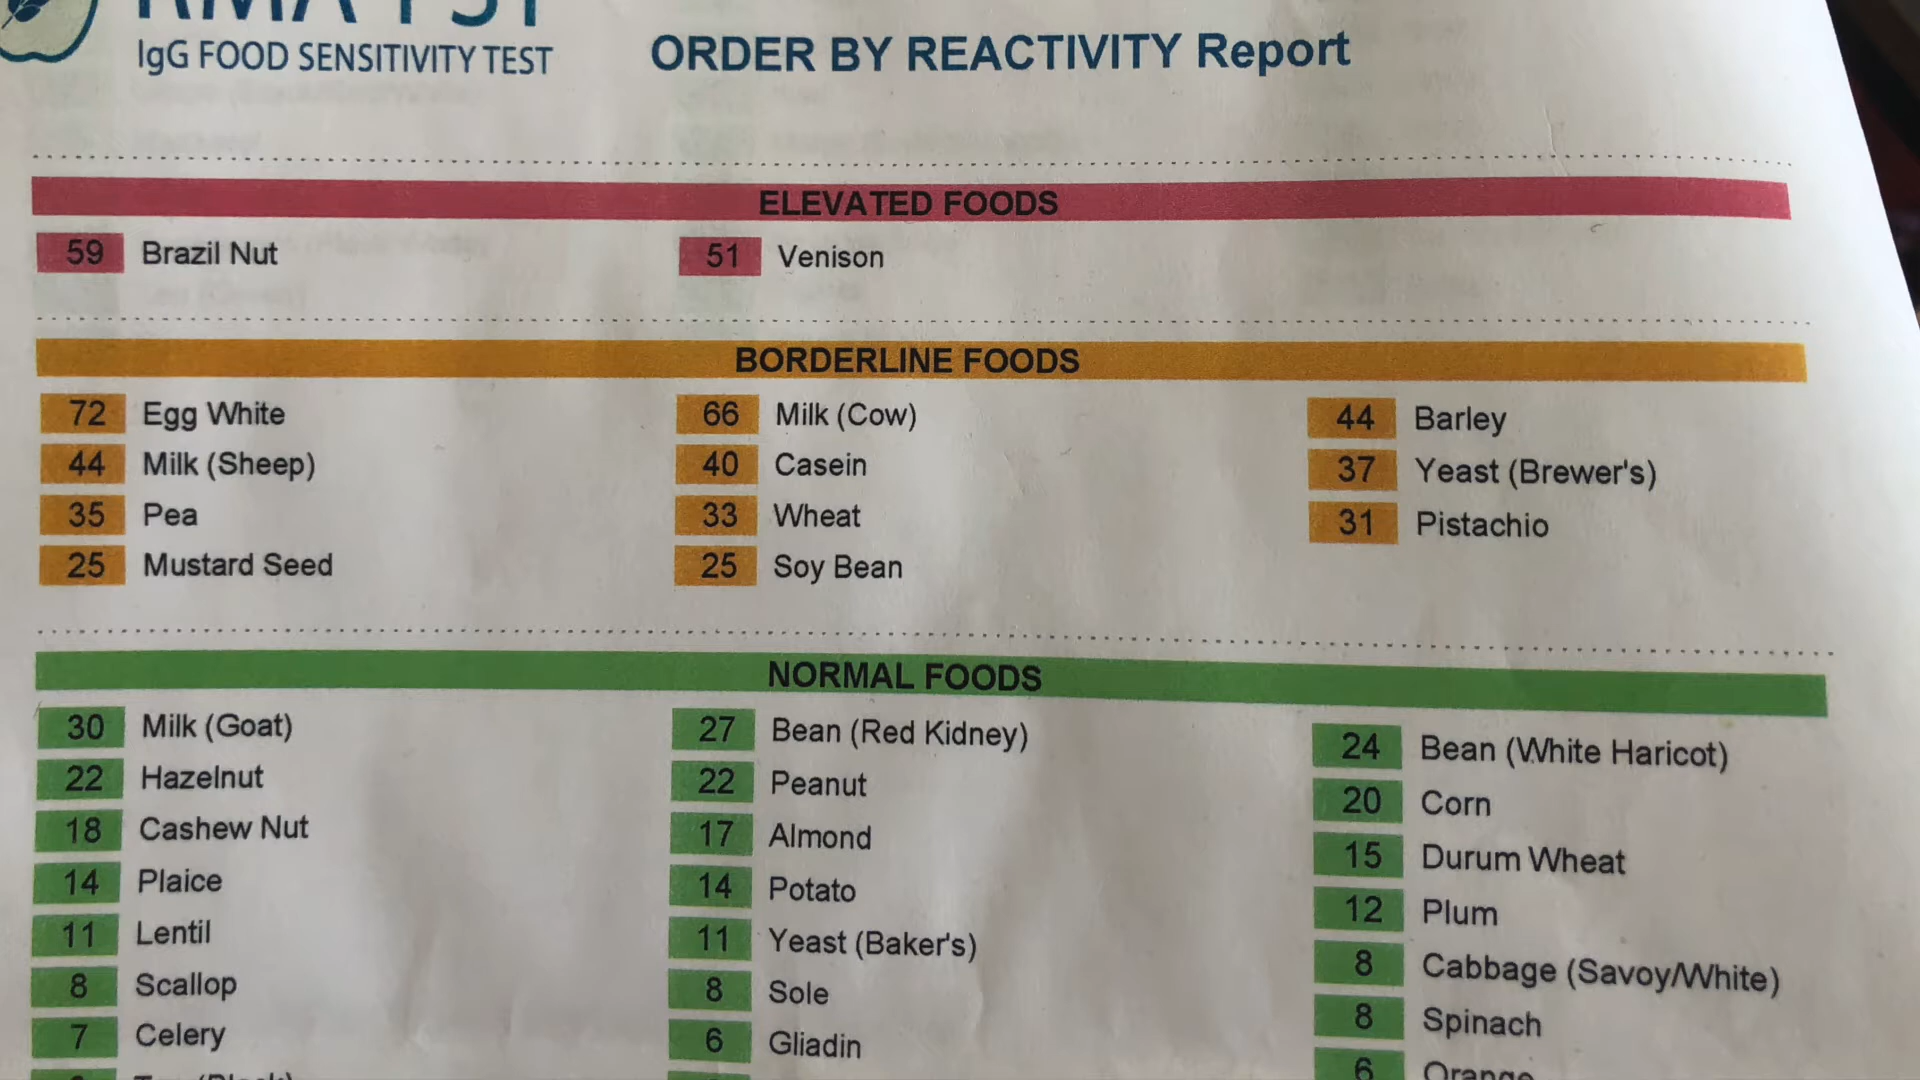 IgG FOOD SENSITIVITY TEST
ORDER BY REACTIVITY Report
ELEVATED FOODS
59 Brazil Nut 51 Venison
BORDERLINE FOODS
72 Egg White 66 Milk (Cow) 44 Barley
44 Milk (Sheep) 40 Casein 37 Yeast (Brewer's)
35 Pea 33 Wheat 31 Pistachio
25 Mustard Seed 25 Soy Bean
NORMAL FOODS
30 Milk (Goat) 27 Bean (Red Kidney) 24 Bean (White Haricot)
22 Hazelnut 22 Peanut 20 Corn
18 Cashew Nut 17 Almond 15 Durum Wheat
14 Plaice 14 Potato 12 Plum
11 Lentil 11 Yeast (Baker's) 8 Cabbage (Savoy/White)
8 Scallop 8 Sole 8 Spinach
7 Celery 6 Gliadin 6 Orange